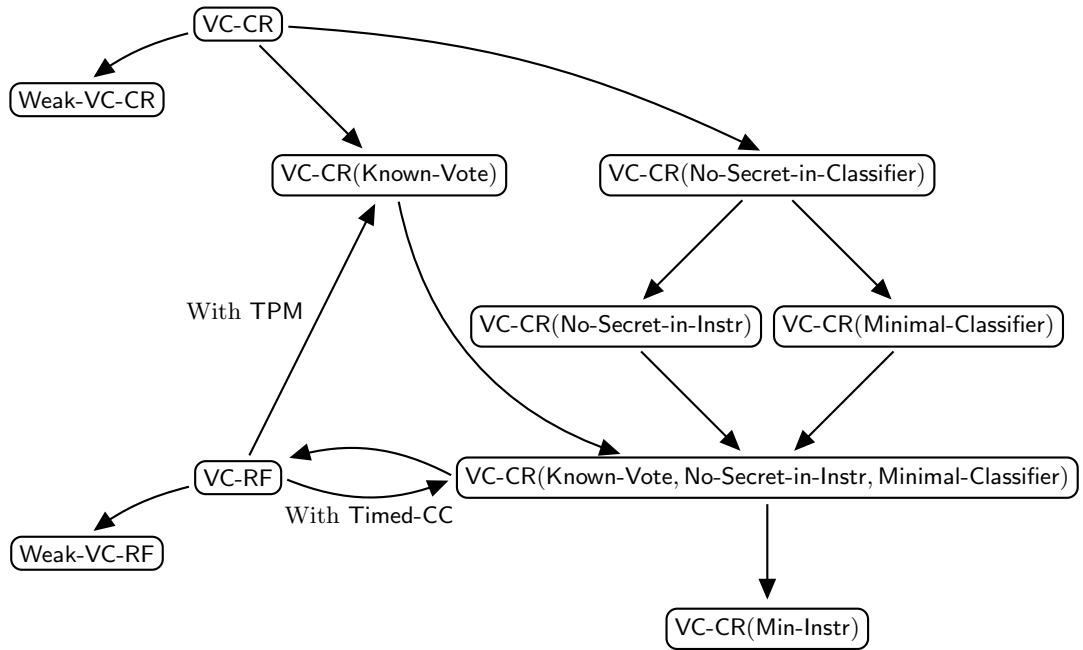 VC-CR
Weak-VC-CR
VC-CR(Known-Vote)
VC-CR(No-Secret-in-Classifier)
With TPM
VC-CR(No-Secret-in-Instr)
VC-CR(Minimal-Classifier)
VC-RF
VC-CR(Known-Vote, No-Secret-in-Instr, Minimal-Classifier)
With Timed-CC
Weak-VC-RF
VC-CR(Min-Instr)